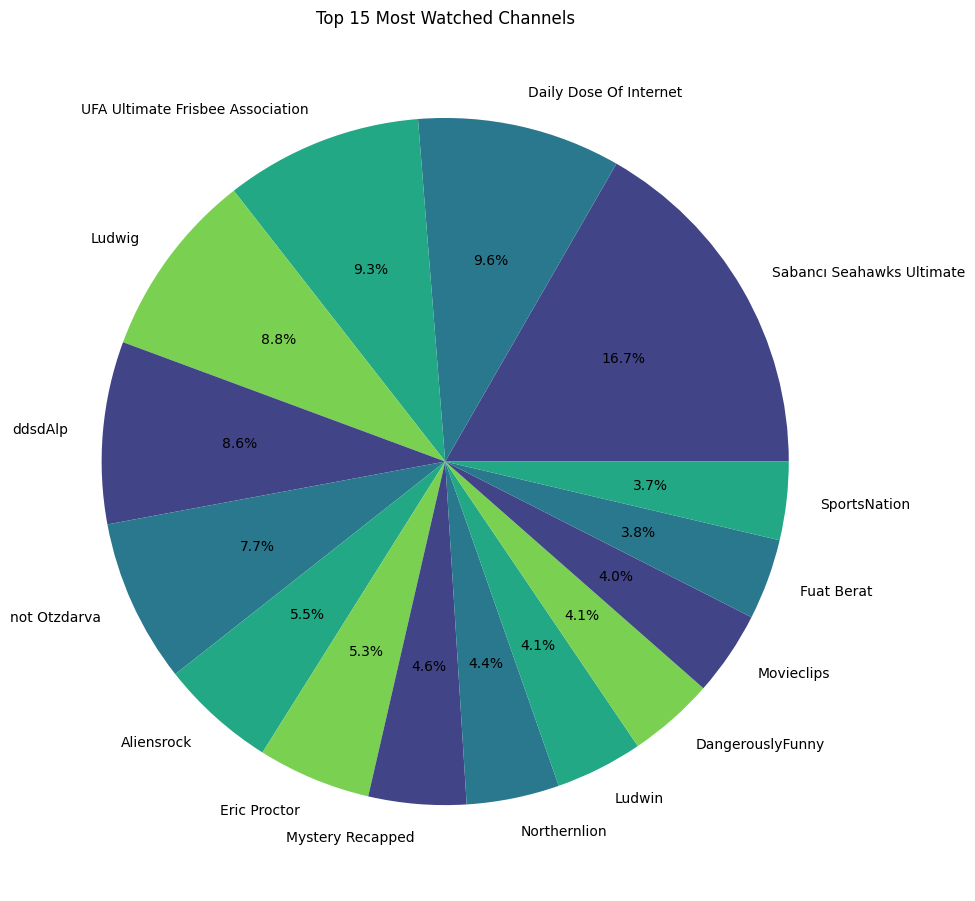 Top 15 Most Watched Channels
Daily Dose Of Internet
UFA Ultimate Frisbee Association
Ludwig
Sabancı Seahawks Ultimate
9.6%
9.3%
8.8%
16.7%
ddsdAlp
8.6%
3.7%
SportsNation
3.8%
7.7%
4.0%
Fuat Berat
not Otzdarva
5.5%
4.1%
5.3%
4.1%
4.6%
4.4%
Movieclips
Aliensrock
DangerouslyFunny
Ludwin
Eric Proctor
Northernlion
Mystery Recapped